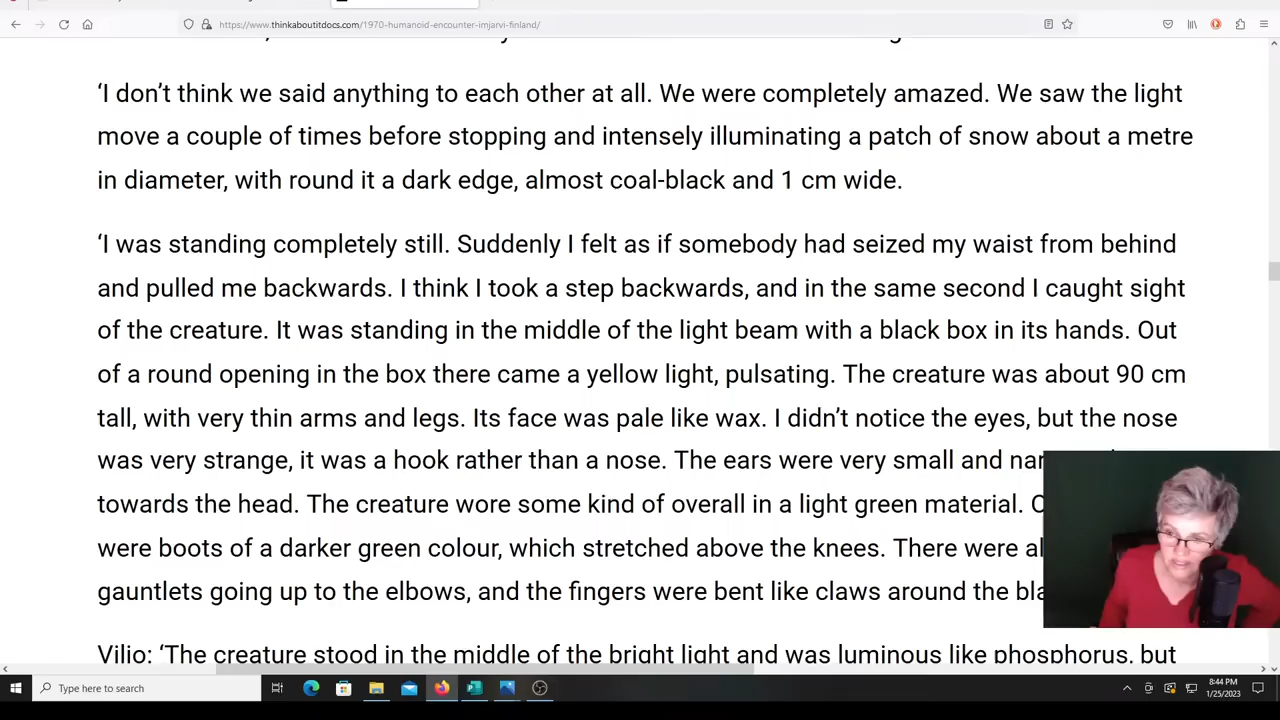 https://www.thinkaboutitdocs.com/1970-humanoid-encounter-imjarvi-finland/
‘I don’t think we said anything to each other at all. We were completely amazed. We saw the light
move a couple of times before stopping and intensely illuminating a patch of snow about a metre
in diameter, with round it a dark edge, almost coal-black and 1 cm wide.
‘I was standing completely still. Suddenly I felt as if somebody had seized my waist from behind
and pulled me backwards. I think I took a step backwards, and in the same second I caught sight
of the creature. It was standing in the middle of the light beam with a black box in its hands. Out
of a round opening in the box there came a yellow light, pulsating. The creature was about 90 cm
tall, with very thin arms and legs. Its face was pale like wax. I didn’t notice the eyes, but the nose
was very strange, it was a hook rather than a nose. The ears were very small and
towards the head. The creature wore some kind of overall in a light green material.
were boots of a darker green colour, which stretched above the knees. There were
gauntlets going up to the elbows, and the fingers were bent like claws around the
Vilio: ‘The creature stood in the middle of the bright light and was luminous like phosphorus, but
Type here to search
8:44 PM
1/25/2023